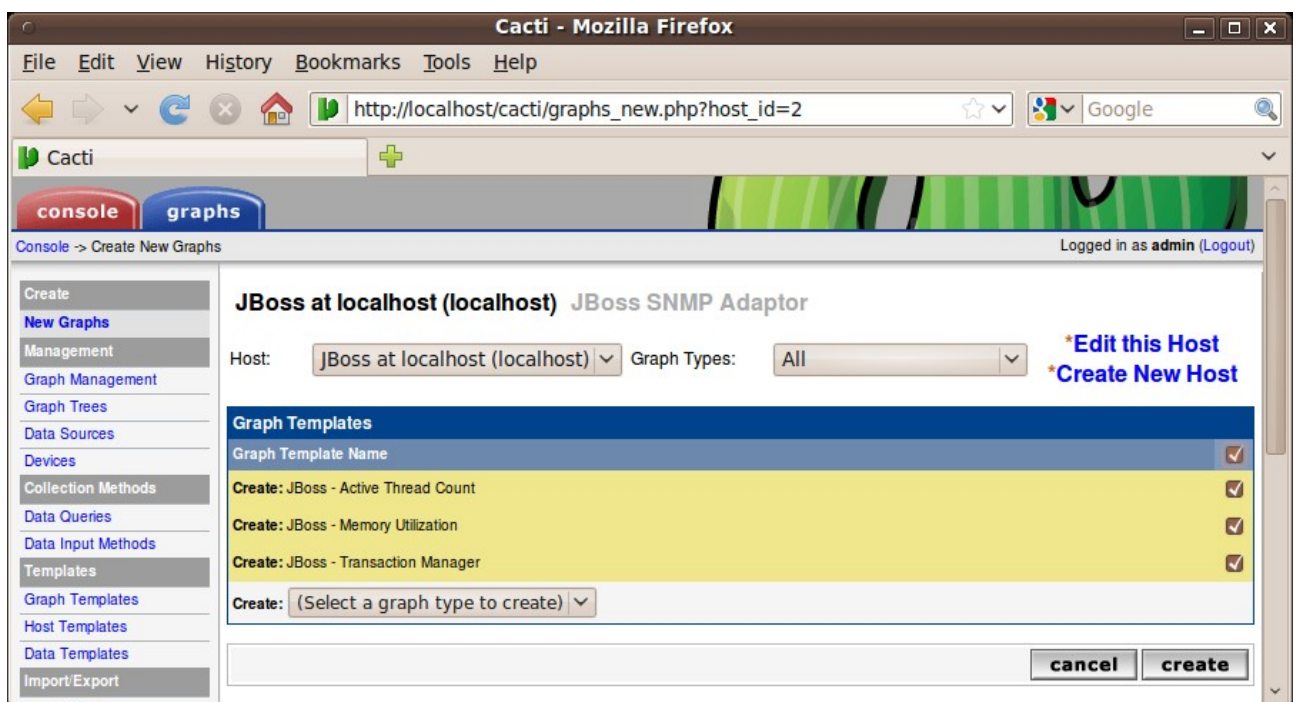 Cacti - Mozilla Firefox
File Edit View History Bookmarks Tools Help
http://localhost/cacti/graphs_new.php?host_id=2
Google
Cacti
console graphs
Console -> Create New Graphs
Logged in as admin (Logout)
Create
New Graphs
Management
Graph Management
Graph Trees
Data Sources
Devices
Collection Methods
Data Queries
Data Input Methods
Templates
Graph Templates
Host Templates
Data Templates
Import/Export
JBoss at localhost (localhost) JBoss SNMP Adaptor
Host: JBoss at localhost (localhost) Graph Types: All
*Edit this Host
*Create New Host
Graph Templates
Graph Template Name
Create: JBoss - Active Thread Count
Create: JBoss - Memory Utilization
Create: JBoss - Transaction Manager
Create: (Select a graph type to create)
cancel create